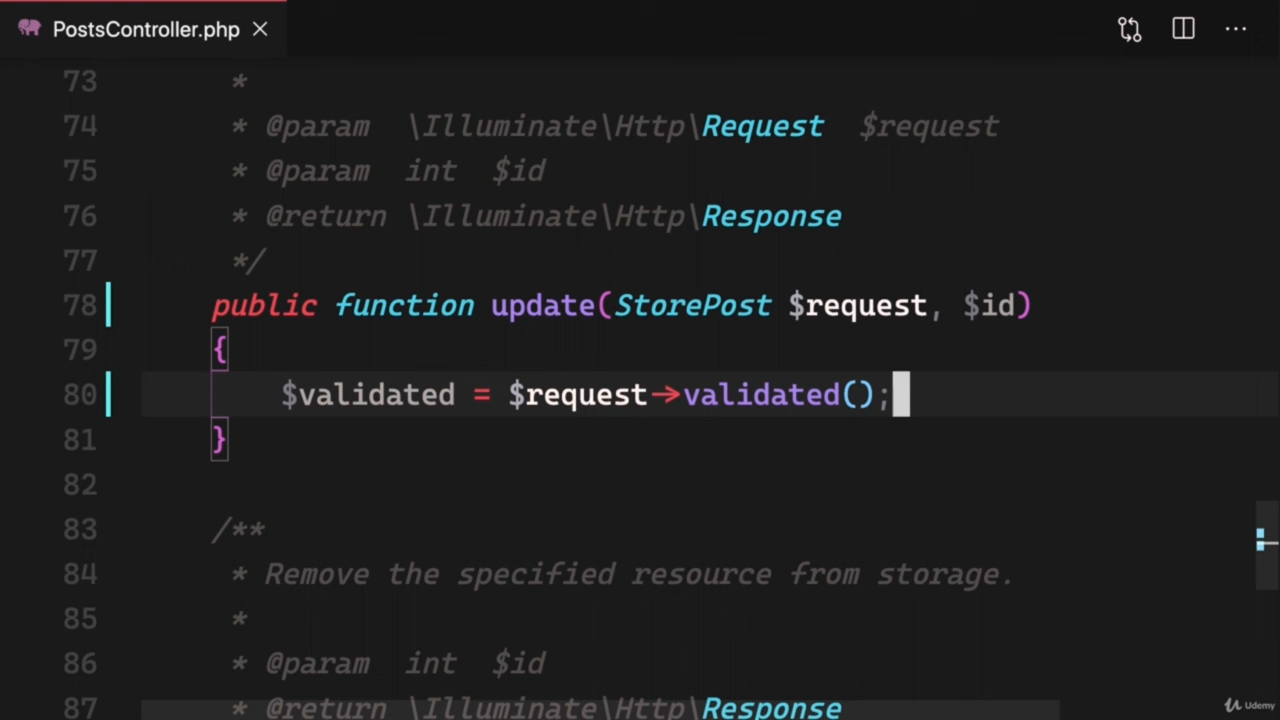 PostsController.php
73 *
74 * @param \Illuminate\Http\Request $request
75 * @param int $id
76 * @return \Illuminate\Http\Response
77 */
78 public function update(StorePost $request, $id)
79 {
80 $validated = $request->validated();
81 }
82
83 /**
84 * Remove the specified resource from storage.
85 *
86 * @param int $id
87 * @return \Illuminate\Http\Response
Udemy